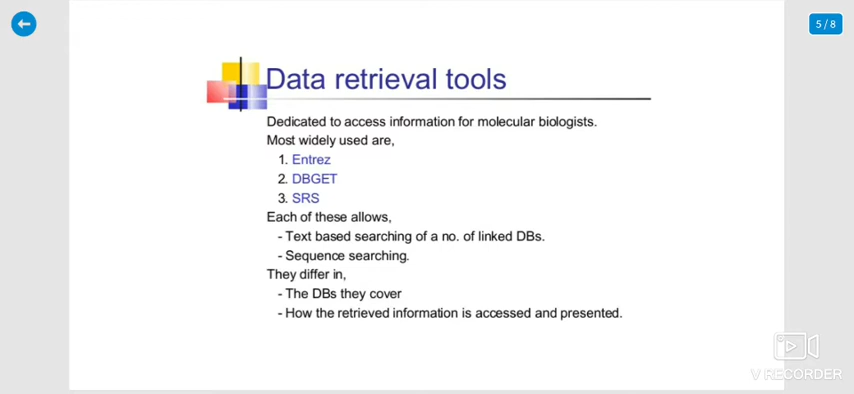 5 / 8
Data retrieval tools
Dedicated to access information for molecular biologists.
Most widely used are,
1. Entrez
2. DBGET
3. SRS
Each of these allows,
- Text based searching of a no. of linked DBs.
- Sequence searching.
They differ in,
- The DBs they cover
- How the retrieved information is accessed and presented.
V RECORDER